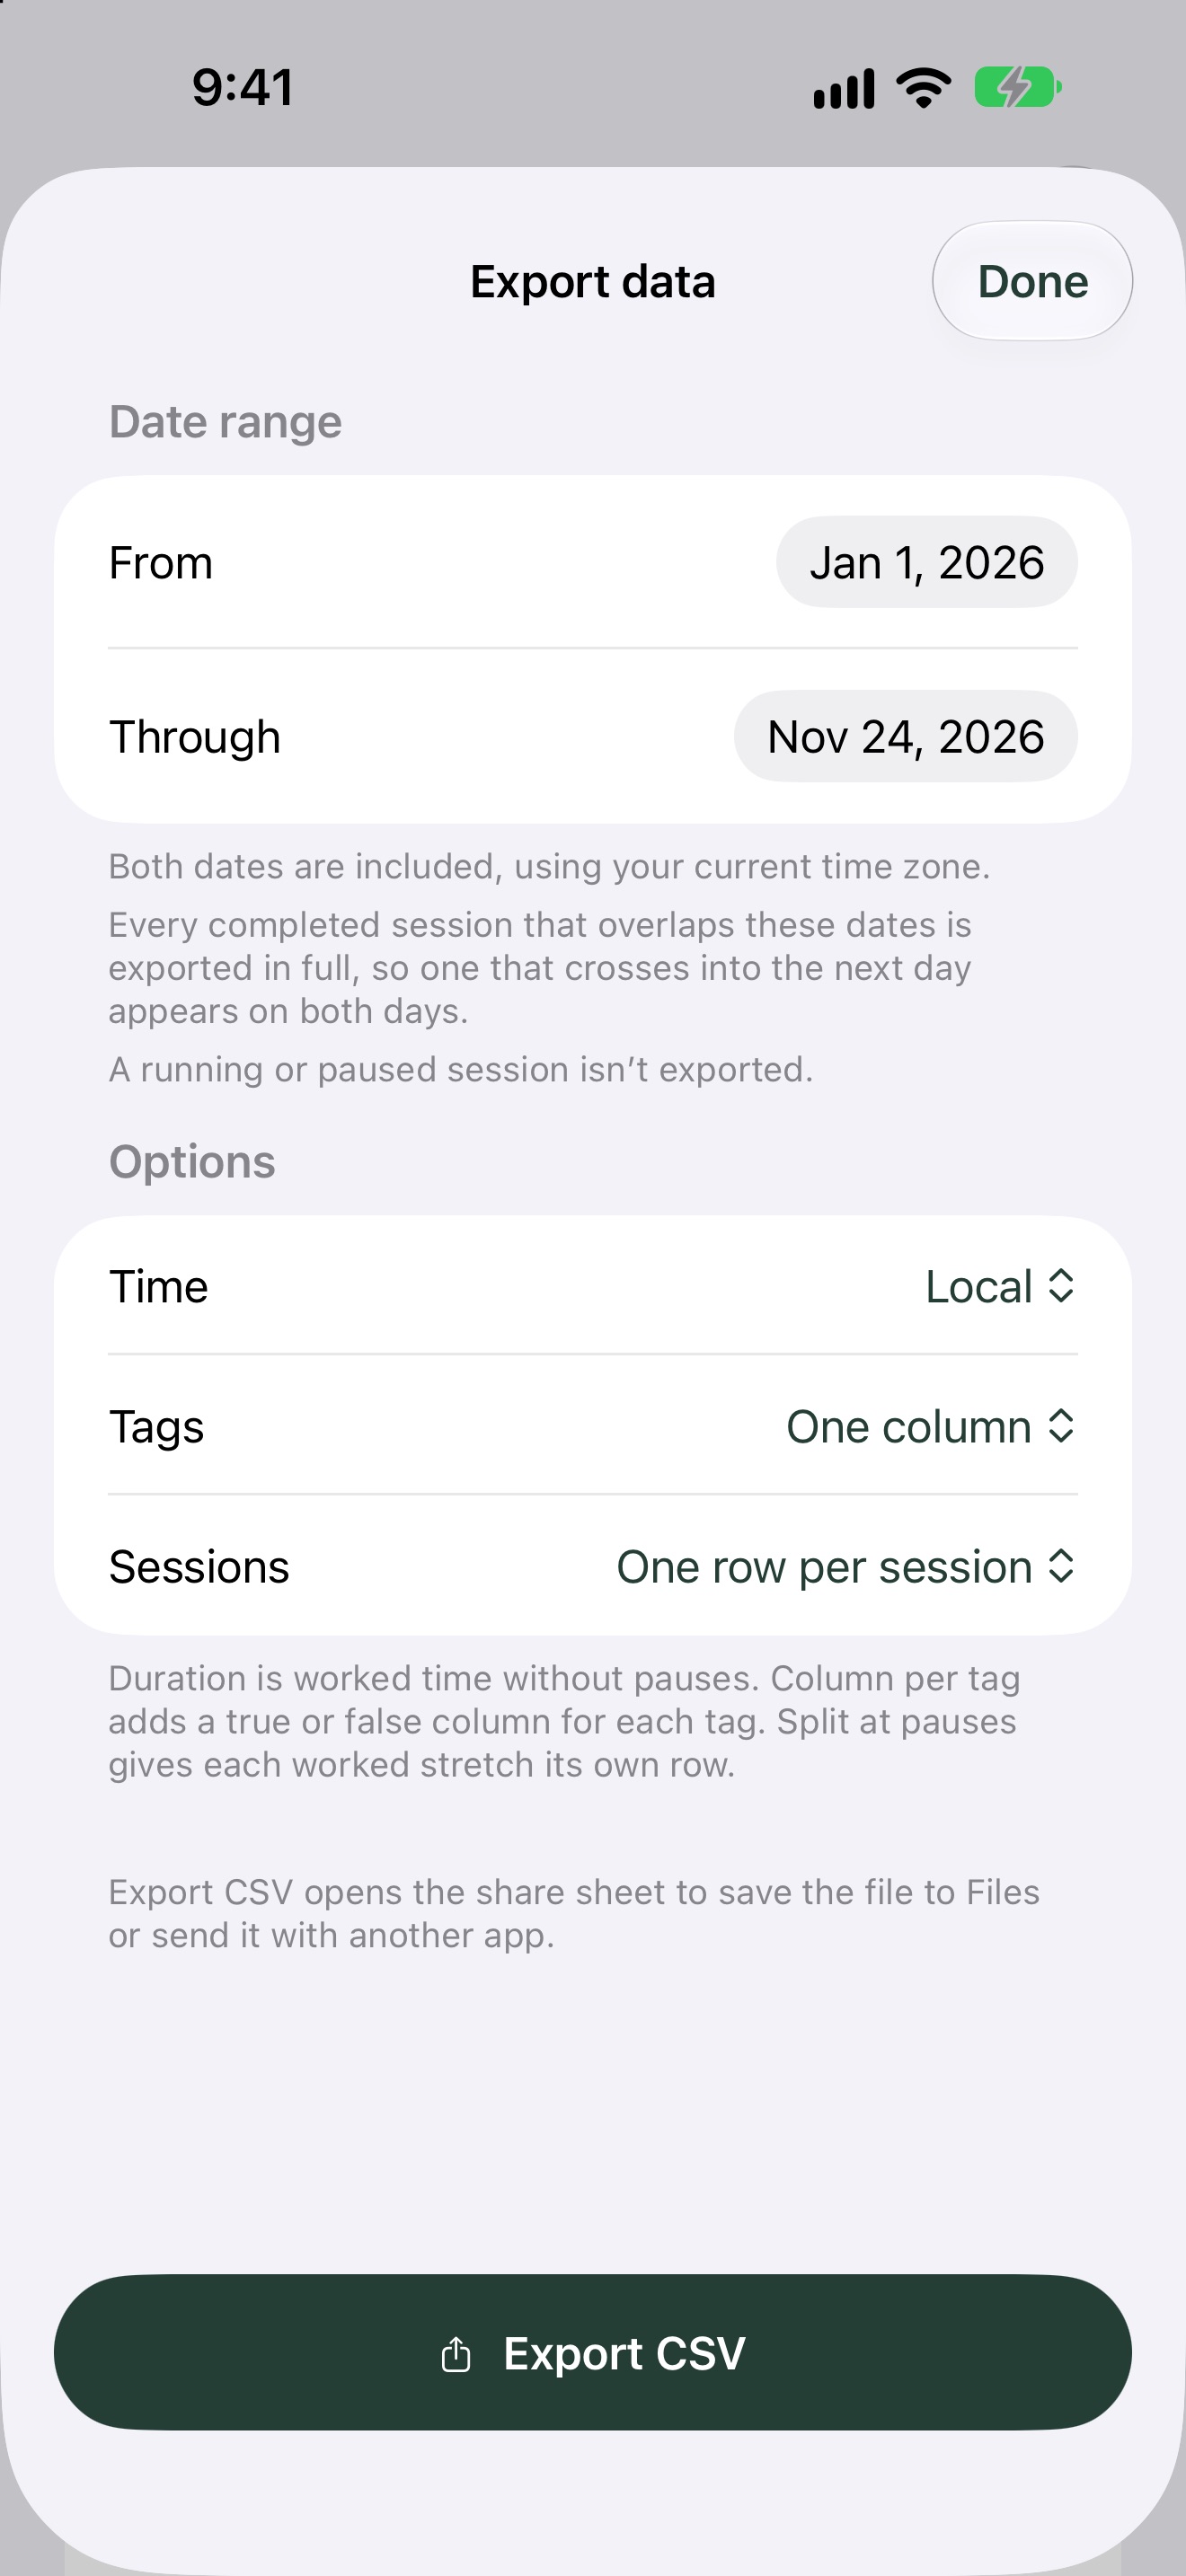 9:41
Export data
Done
Date range
From
Jan 1, 2026
Through
Nov 24, 2026
Both dates are included, using your current time zone.
Every completed session that overlaps these dates is
exported in full, so one that crosses into the next day
appears on both days.
A running or paused session isn’t exported.
Options
Time
Local
Tags
One column
Sessions
One row per session
Duration is worked time without pauses. Column per tag
adds a true or false column for each tag. Split at pauses
gives each worked stretch its own row.
Export CSV opens the share sheet to save the file to Files
or send it with another app.
Export CSV